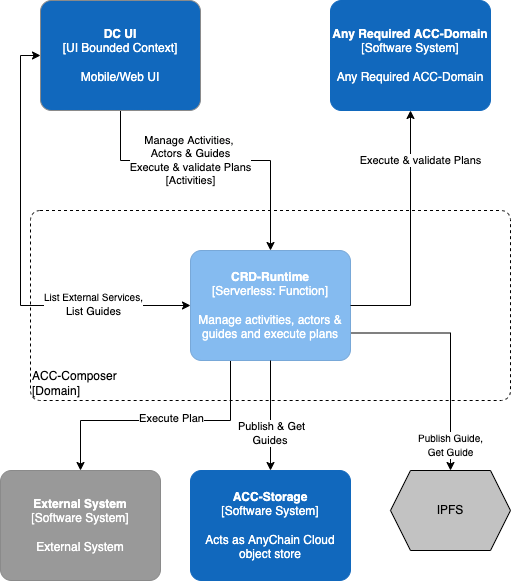 DC UI
[UI Bounded Context]
Mobile/Web UI
Any Required ACC-Domain
[Software System]
Any Required ACC-Domain
Manage Activities,
Actors & Guides
Execute & validate Plans
[Activities]
Execute & validate Plans
CRD-Runtime
[Serverless: Function]
Manage activities, actors &
guides and execute plans
List External Services,
List Guides
ACC-Composer
[Domain]
Execute Plan
Publish & Get
Guides
Publish Guide,
Get Guide
External System
[Software System]
External System
ACC-Storage
[Software System]
Acts as AnyChain Cloud
object store
IPFS